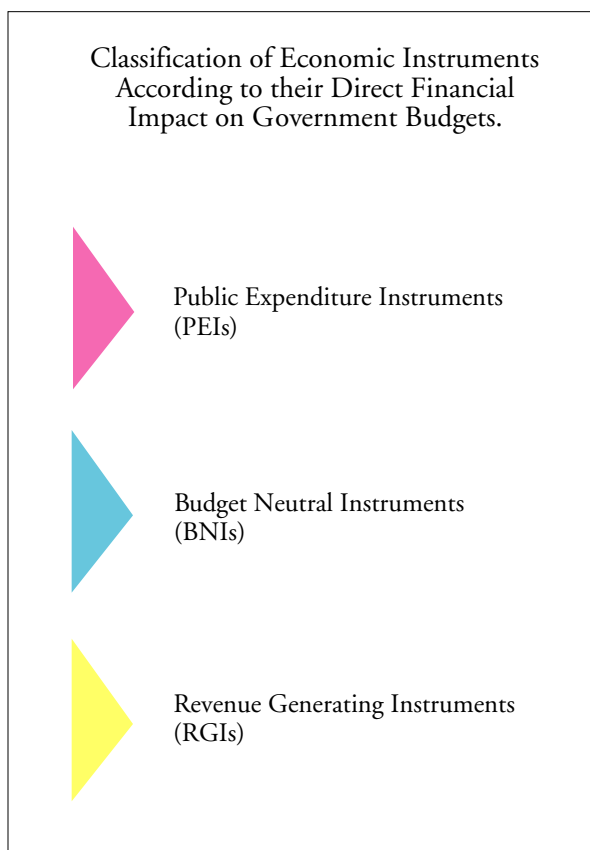 Classification of Economic Instruments
According to their Direct Financial
Impact on Government Budgets.
Public Expenditure Instruments
(PEIs)
Budget Neutral Instruments
(BNIs)
Revenue Generating Instruments
(RGIs)